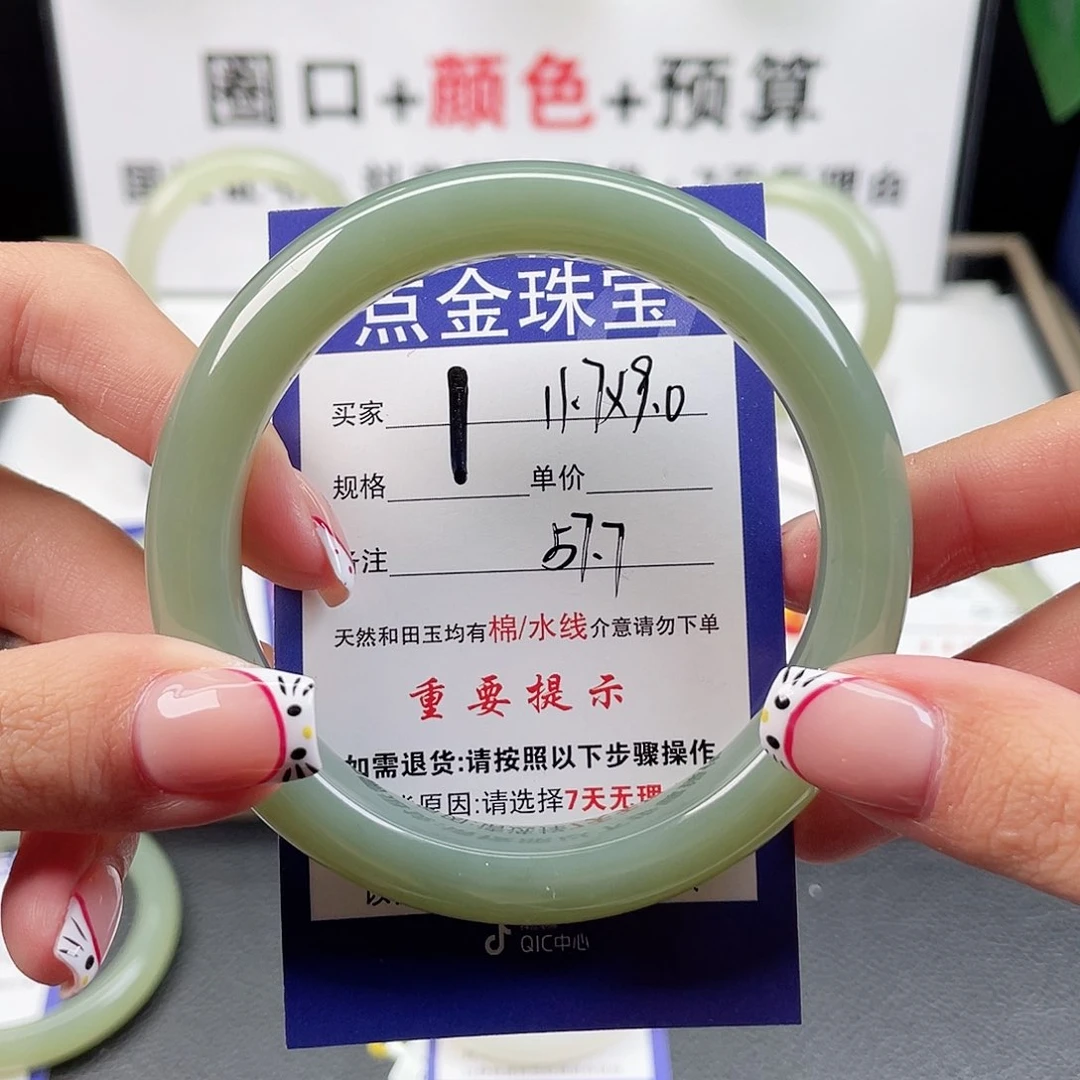 圈口+颜色+预算
点金珠宝
买家 1 11.7X9.0
规格 单价
备注 57.7
天然和田玉均有棉/水线介意请勿下单
重要提示
如需退货:请按照以下步骤操作
原因:请选择7天无理
QIC中心